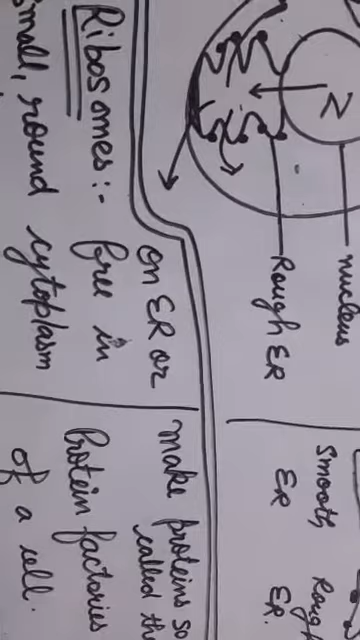 N
nucleus
Rough ER
Smooth
ER
ER.
Ribosomes:-
small, round
on ER or
free in
cytoplasm
make proteins so
called the
Protein factories
of a cell.